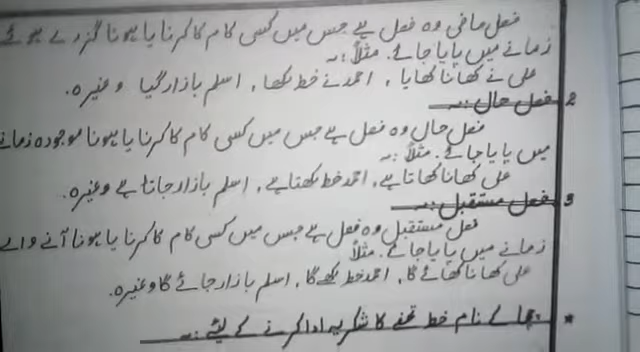 فعل ماضی وہ فعل ہے جس میں کسی کام کا کرنا یا ہونا گزرے ہوئے
زمانے میں پایا جائے۔ مثلاً:۔
علی نے کھانا کھایا، احمد نے خط لکھا، اسلم بازار گیا وغیرہ۔
2 فعل حال:۔
فعل حال وہ فعل ہے جس میں کسی کام کا کرنا یا ہونا موجودہ زمانے
میں پایا جائے۔ مثلاً:۔
علی کھانا کھاتا ہے، احمد خط لکھتا ہے، اسلم بازار جاتا ہے وغیرہ۔
3 فعل مستقبل:۔
فعل مستقبل وہ فعل ہے جس میں کسی کام کا کرنا یا ہونا آنے والے
زمانے میں پایا جائے۔ مثلاً
علی کھانا کھائے گا، احمد خط لکھے گا، اسلم بازار جائے گا وغیرہ۔
* چچا کے نام خط تحفے کا شکریہ ادا کرنے کے لیئے:۔